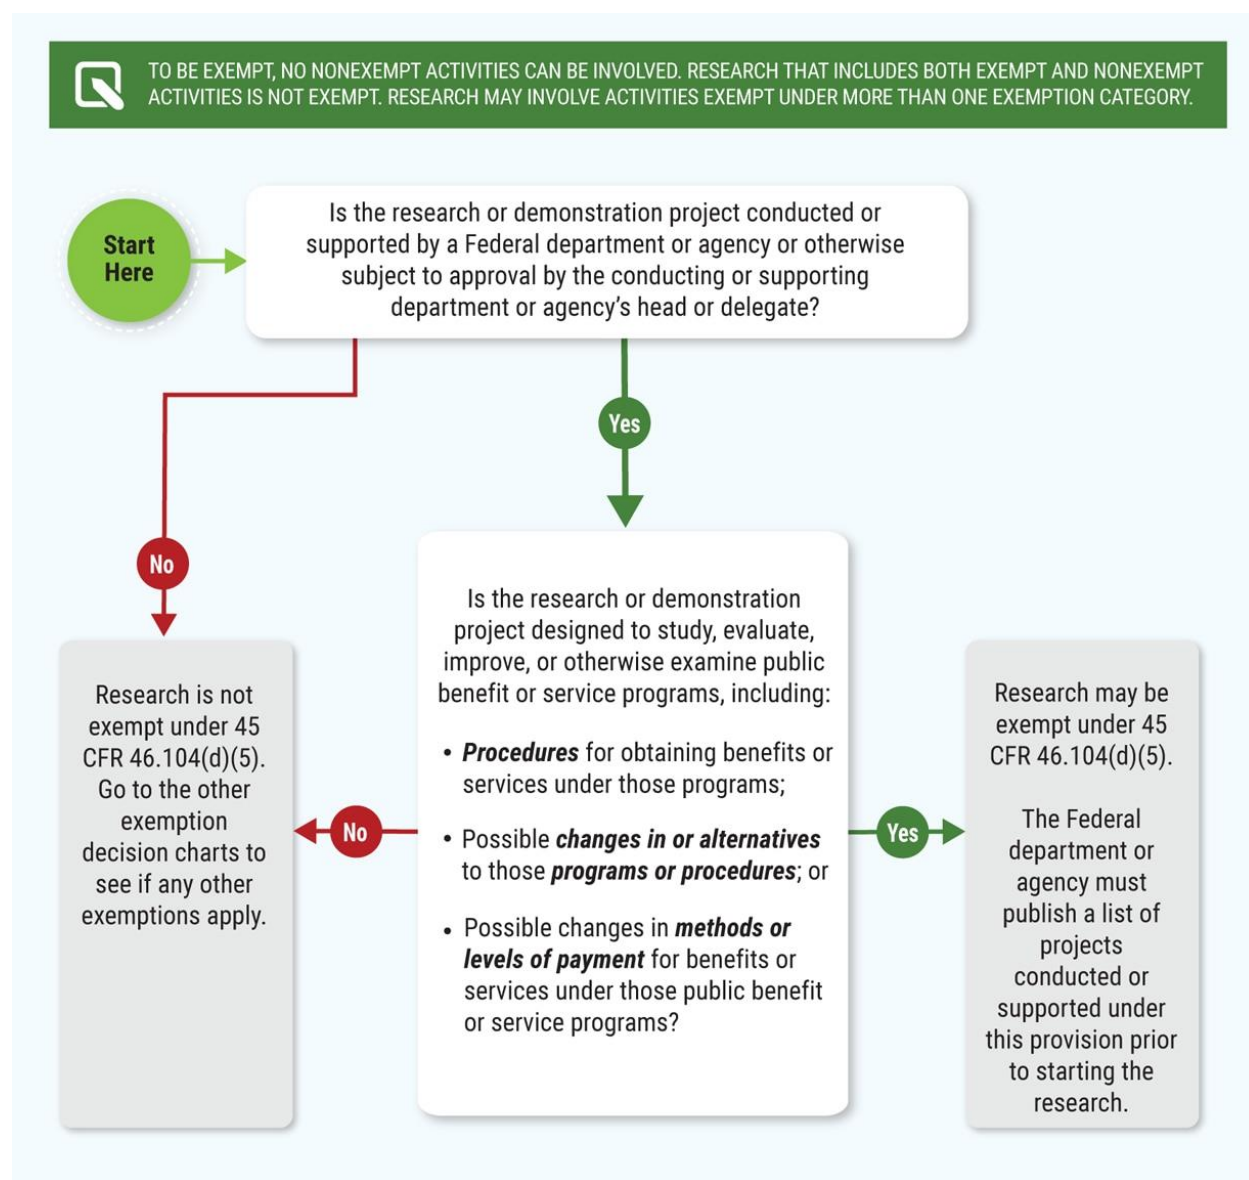 TO BE EXEMPT, NO NONEXEMPT ACTIVITIES CAN BE INVOLVED. RESEARCH THAT INCLUDES BOTH EXEMPT AND NONEXEMPT
ACTIVITIES IS NOT EXEMPT. RESEARCH MAY INVOLVE ACTIVITIES EXEMPT UNDER MORE THAN ONE EXEMPTION CATEGORY.
Start
Here
Is the research or demonstration project conducted or
supported by a Federal department or agency or otherwise
subject to approval by the conducting or supporting
department or agency’s head or delegate?
Yes
No
Is the research or demonstration
project designed to study, evaluate,
improve, or otherwise examine public
benefit or service programs, including:
• Procedures for obtaining benefits or
services under those programs;
• Possible changes in or alternatives
to those programs or procedures; or
• Possible changes in methods or
levels of payment for benefits or
services under those public benefit
or service programs?
No
Yes
Research is not
exempt under 45
CFR 46.104(d)(5).
Go to the other
exemption
decision charts to
see if any other
exemptions apply.
Research may be
exempt under 45
CFR 46.104(d)(5).
The Federal
department or
agency must
publish a list of
projects
conducted or
supported under
this provision prior
to starting the
research.